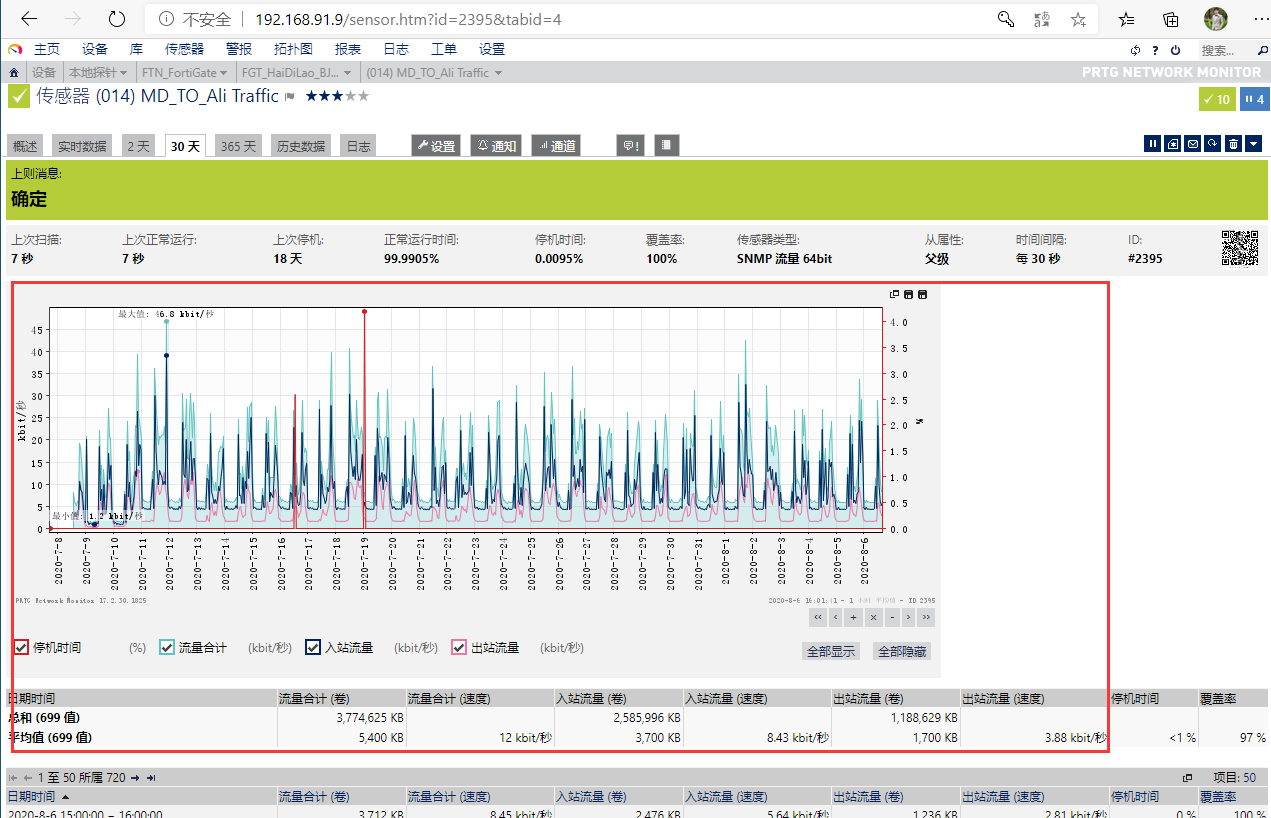 不安全 192.168.91.9/sensor.htm?id=2395&tabid=4
主页 设备 库 传感器 警报 拓扑图 报表 日志 工单 设置 ? 搜索...
设备 本地探针 FTN_FortiGate FGT_HaiDiLao_BJ... (014) MD_TO_Ali Traffic PRTG NETWORK MONITOR
传感器 (014) MD_TO_Ali Traffic 10 4
概述 实时数据 2 天 30 天 365 天 历史数据 日志 设置 通知 通道
上则消息:
确定
上次扫描: 上次正常运行: 上次停机: 正常运行时间: 停机时间: 覆盖率: 传感器类型: 从属性: 时间间隔: ID:
7 秒 7 秒 18 天 99.9905% 0.0095% 100% SNMP 流量 64bit 父级 每 30 秒 #2395
最大值: 46.8 kbit/秒
45 40 35 30 25 20 15 10 5 0
kbit/秒
4.0 3.5 3.0 2.5 2.0 1.5 1.0 0.5 0.0
%
最小值: 1.2 kbit/秒
2020-7-8 2020-7-9 2020-7-10 2020-7-11 2020-7-12 2020-7-13 2020-7-14 2020-7-15 2020-7-16 2020-7-17 2020-7-18 2020-7-19 2020-7-20 2020-7-21 2020-7-22 2020-7-23 2020-7-24 2020-7-25 2020-7-26 2020-7-27 2020-7-28 2020-7-29 2020-7-30 2020-7-31 2020-8-1 2020-8-2 2020-8-3 2020-8-4 2020-8-5 2020-8-6
PRTG Network Monitor 17.2.30.1825 2020-8-6 16:01:41 - 1 小时 平均值 - ID 2395
<< < + x - > >>
停机时间 (%) 流量合计 (kbit/秒) 入站流量 (kbit/秒) 出站流量 (kbit/秒) 全部显示 全部隐藏
日期时间 流量合计 (卷) 流量合计 (速度) 入站流量 (卷) 入站流量 (速度) 出站流量 (卷) 出站流量 (速度) 停机时间 覆盖率
总和 (699 值) 3,774,625 KB 2,585,996 KB 1,188,629 KB
平均值 (699 值) 5,400 KB 12 kbit/秒 3,700 KB 8.43 kbit/秒 1,700 KB 3.88 kbit/秒 <1 % 97 %
1 至 50 所属 720 项目: 50
日期时间 流量合计 (卷) 流量合计 (速度) 入站流量 (卷) 入站流量 (速度) 出站流量 (卷) 出站流量 (速度) 停机时间 覆盖率
2020-8-6 15:00:00 - 16:00:00 3,712 KB 8.45 kbit/秒 2,476 KB 5.64 kbit/秒 1,236 KB 2.81 kbit/秒 0 % 100 %